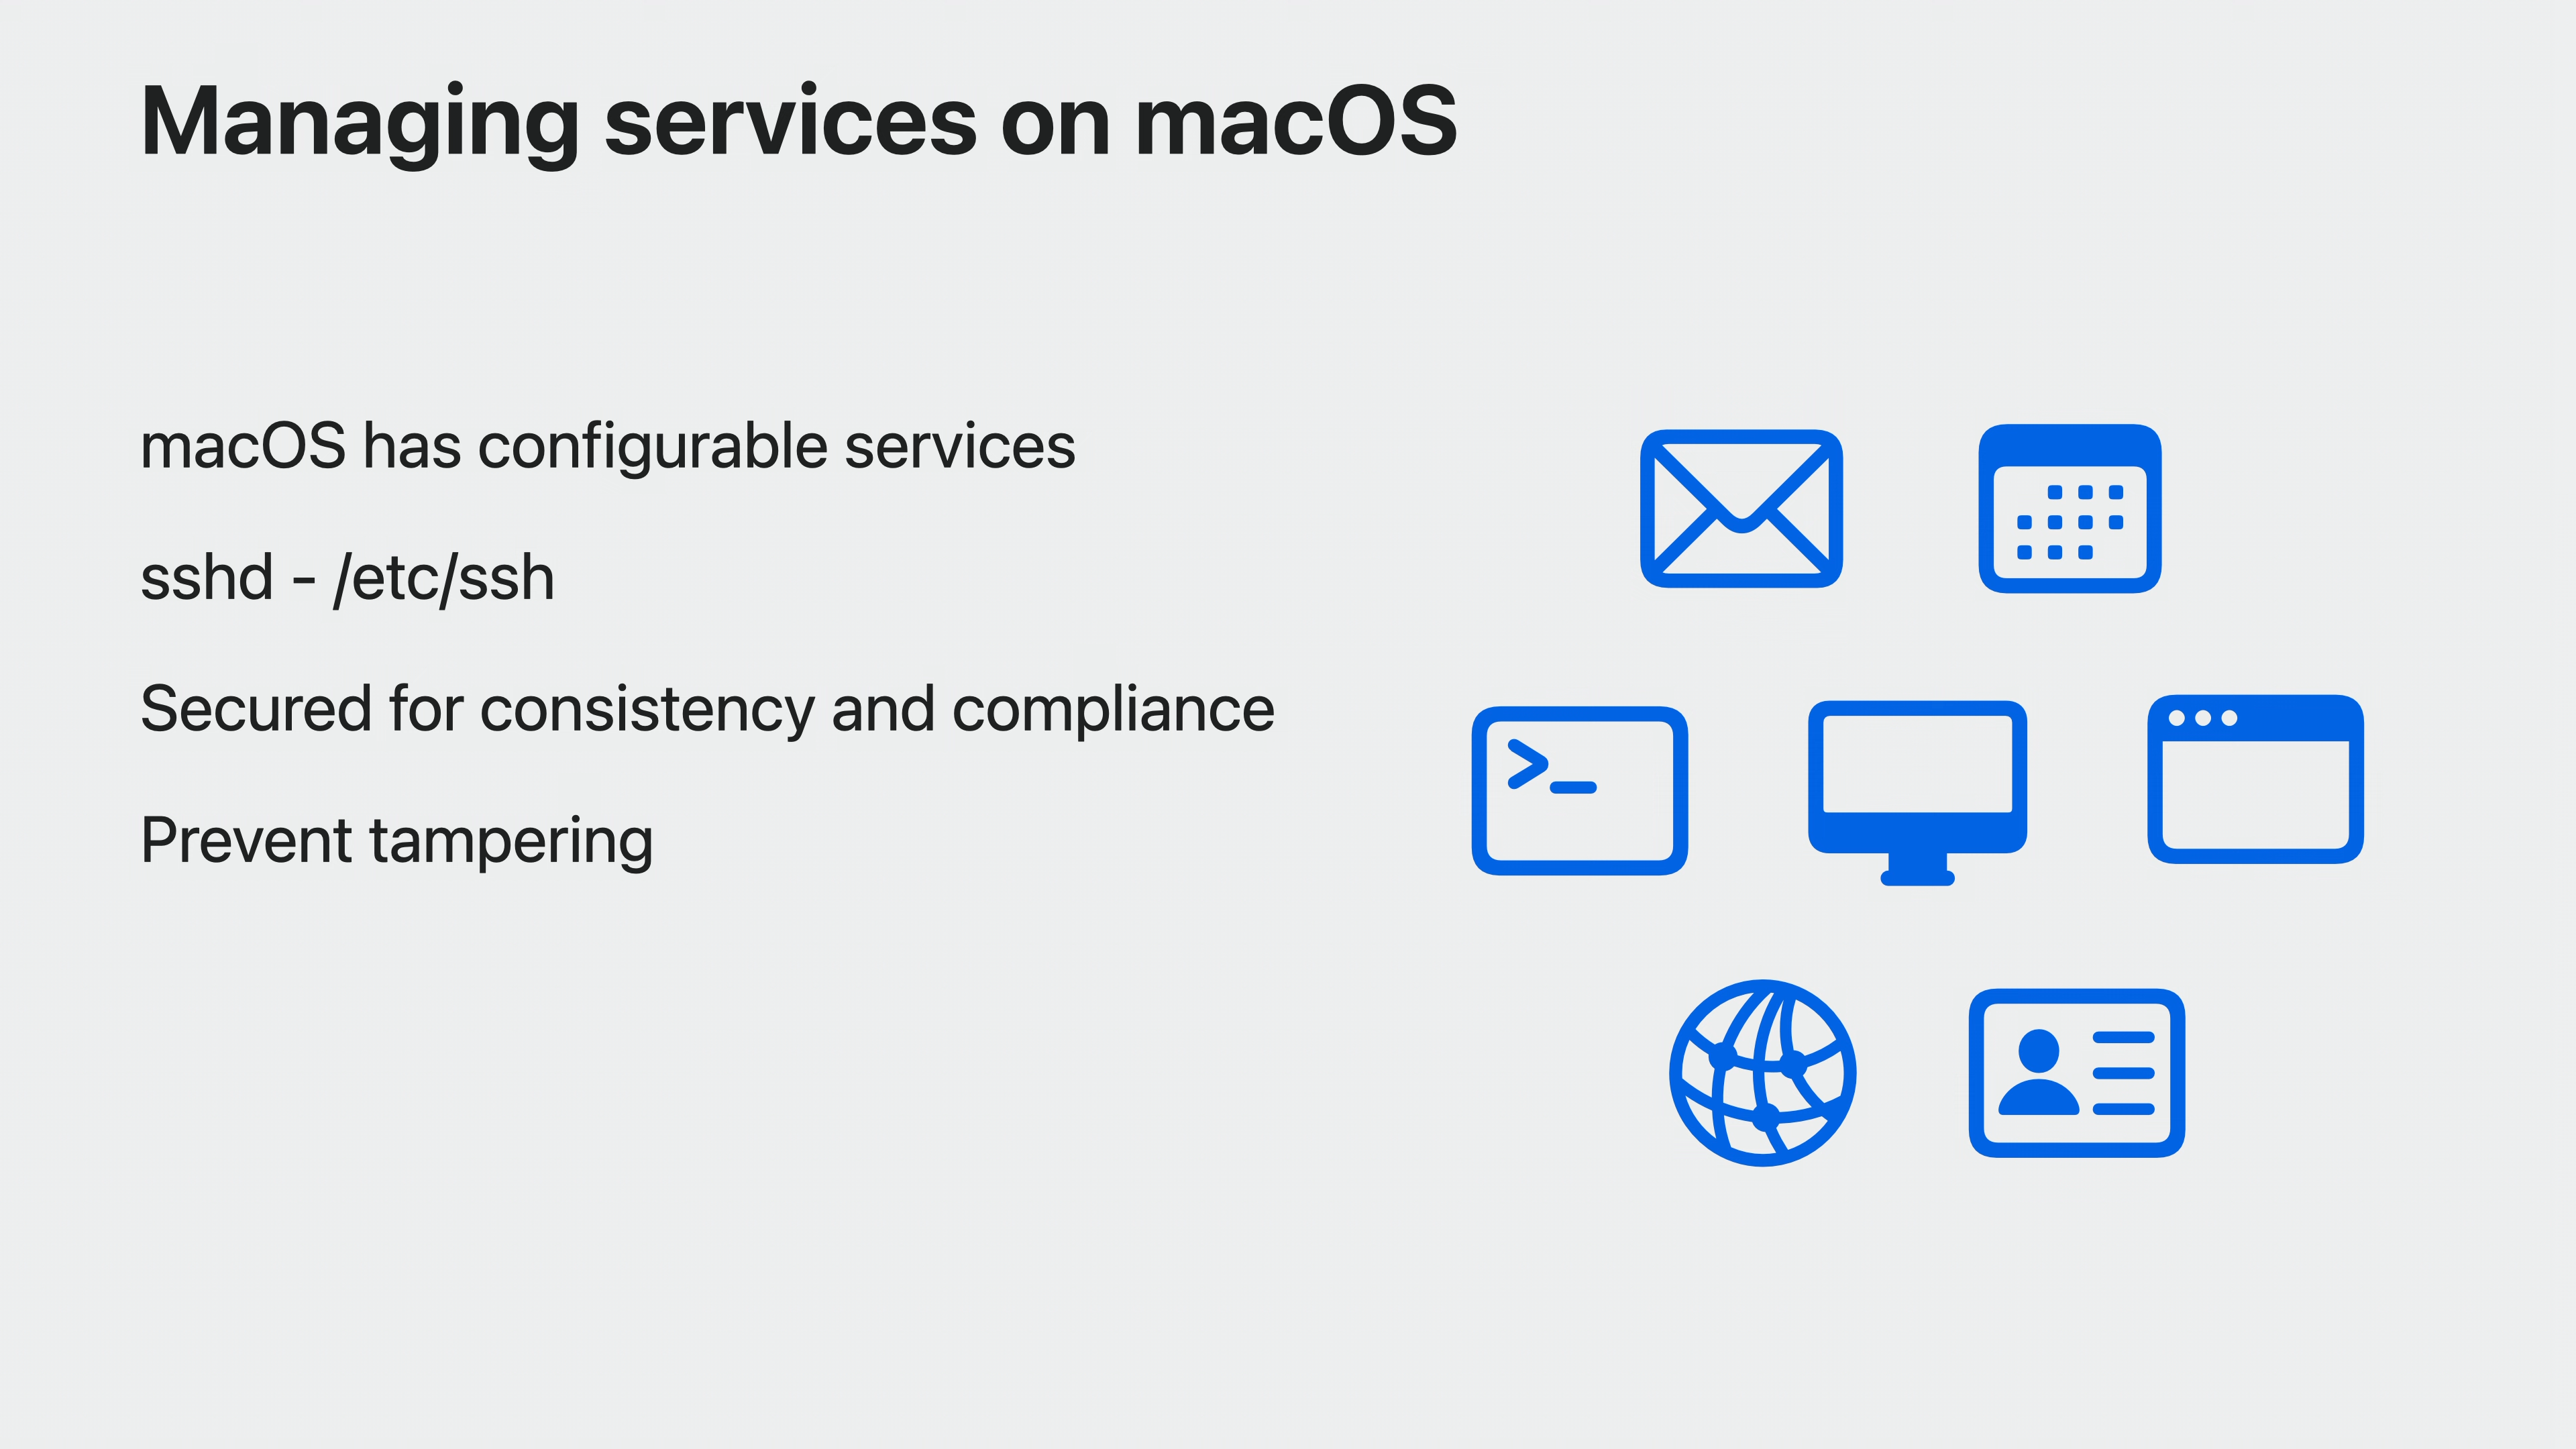 Managing services on macOS
macOS has configurable services
sshd - /etc/ssh
Secured for consistency and compliance
Prevent tampering